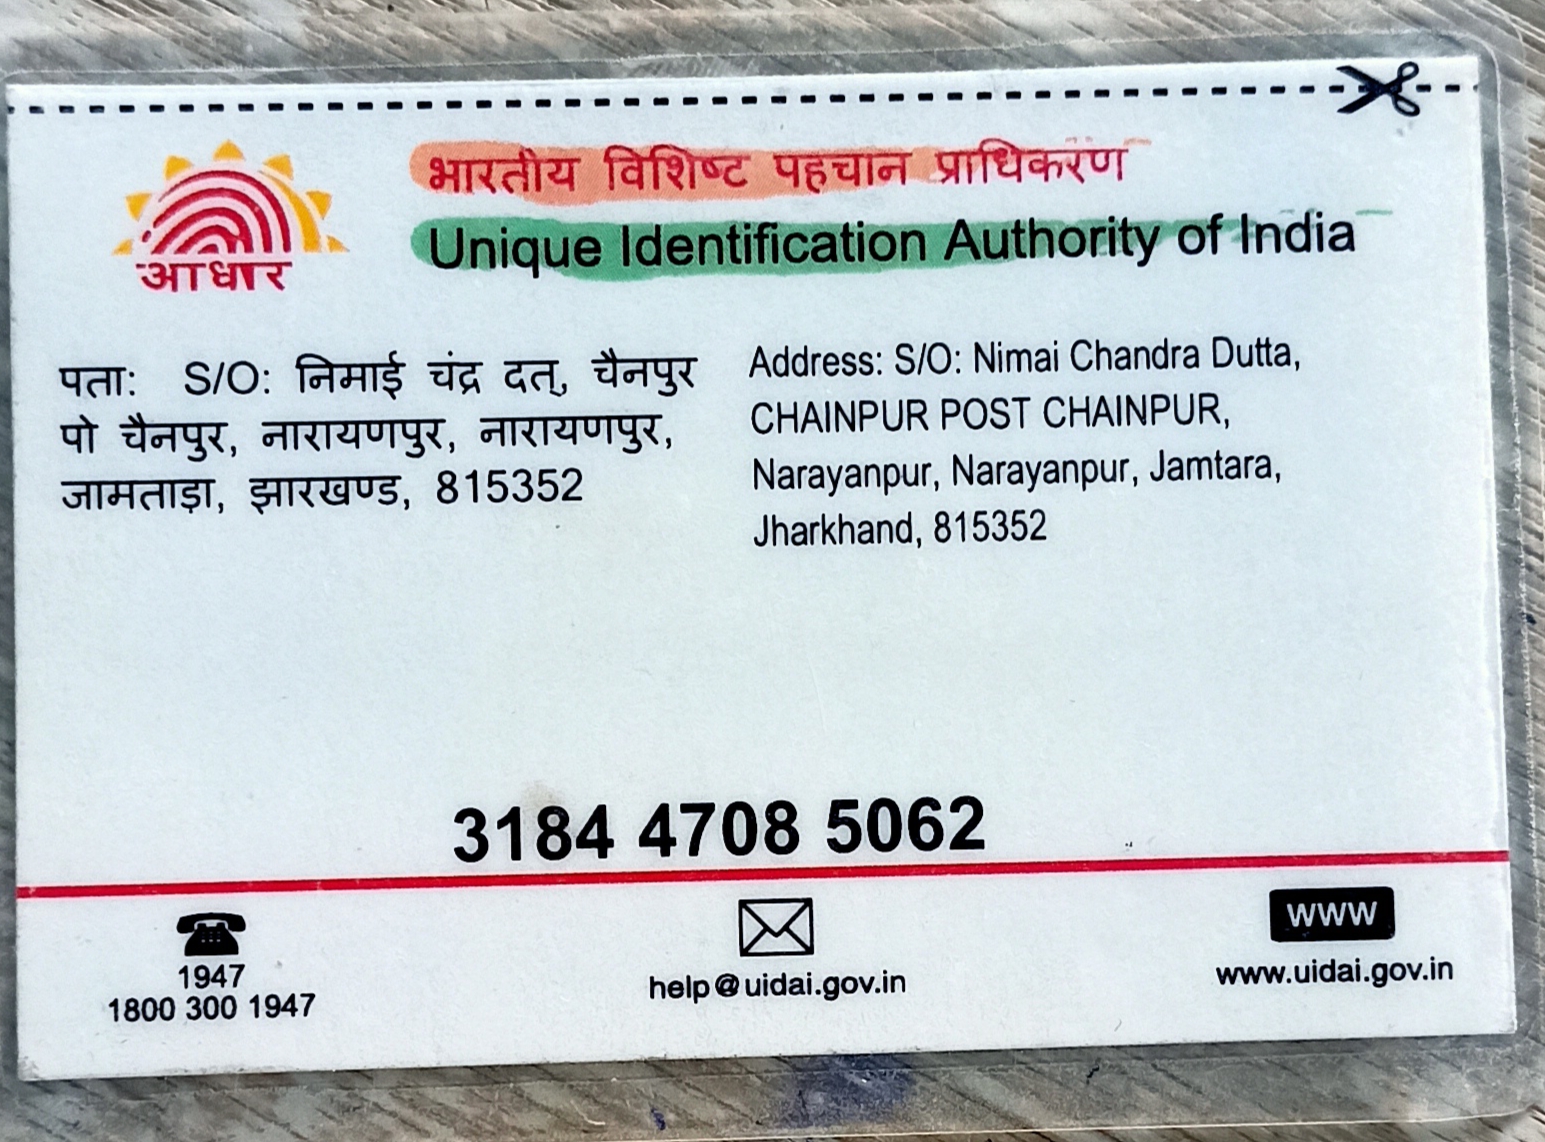 भारतीय विशिष्ट पहचान प्राधिकरण
Unique Identification Authority of India
आधार
पता: S/O: निमाई चंद्र दत्, चैनपुर
पो चैनपुर, नारायणपुर, नारायणपुर,
जामताड़ा, झारखण्ड, 815352
Address: S/O: Nimai Chandra Dutta,
CHAINPUR POST CHAINPUR,
Narayanpur, Narayanpur, Jamtara,
Jharkhand, 815352
3184 4708 5062
1947
1800 300 1947
help@uidai.gov.in
www
www.uidai.gov.in